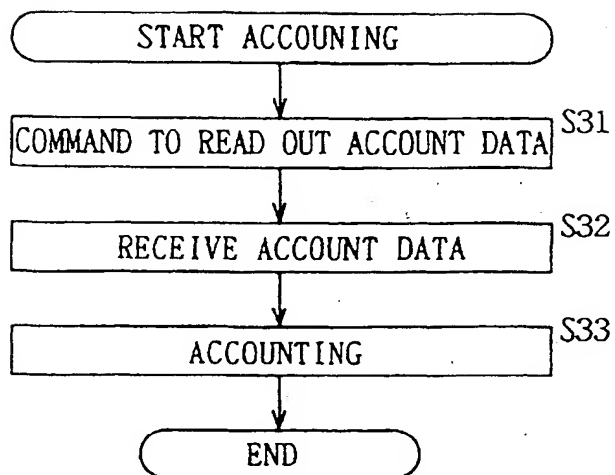 START ACCOUNING
S31
COMMAND TO READ OUT ACCOUNT DATA
S32
RECEIVE ACCOUNT DATA
S33
ACCOUNTING
END